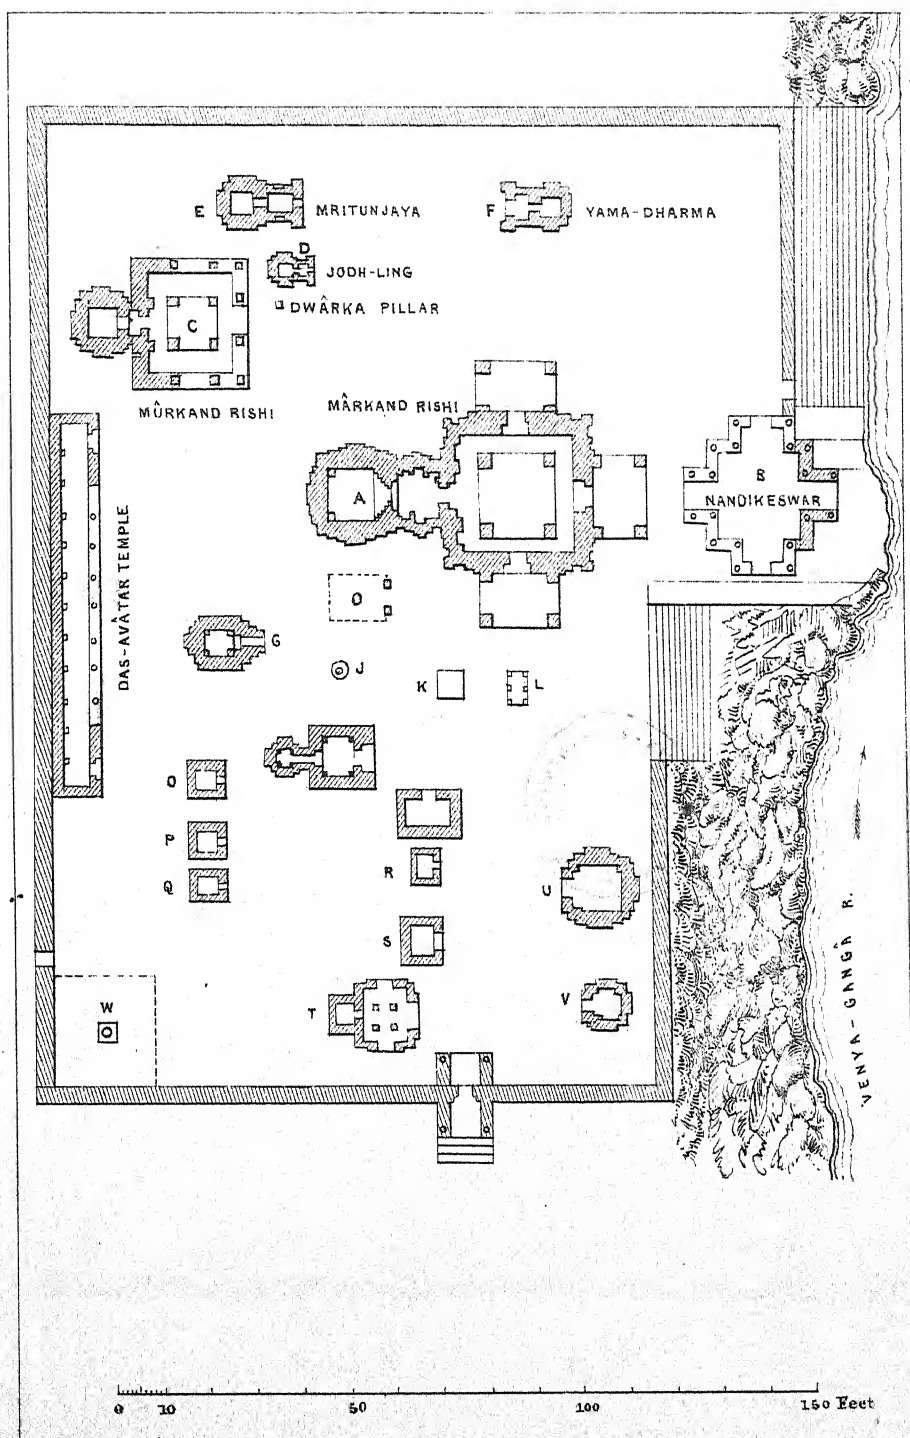 E MRITUNJAYA
F YAMA-DHARMA
D
JODH-LING
DWÂRKA PILLAR
C
MÛRKAND RISHI
MÂRKAND RISHI
A
B
NANDIKESWAR
DAS-AVÂTAR TEMPLE
O
G
J
K
L
O
P
Q
R
S
T
U
V
W
VENYA-GANGÂ R.
0 10 50 100 150 Feet